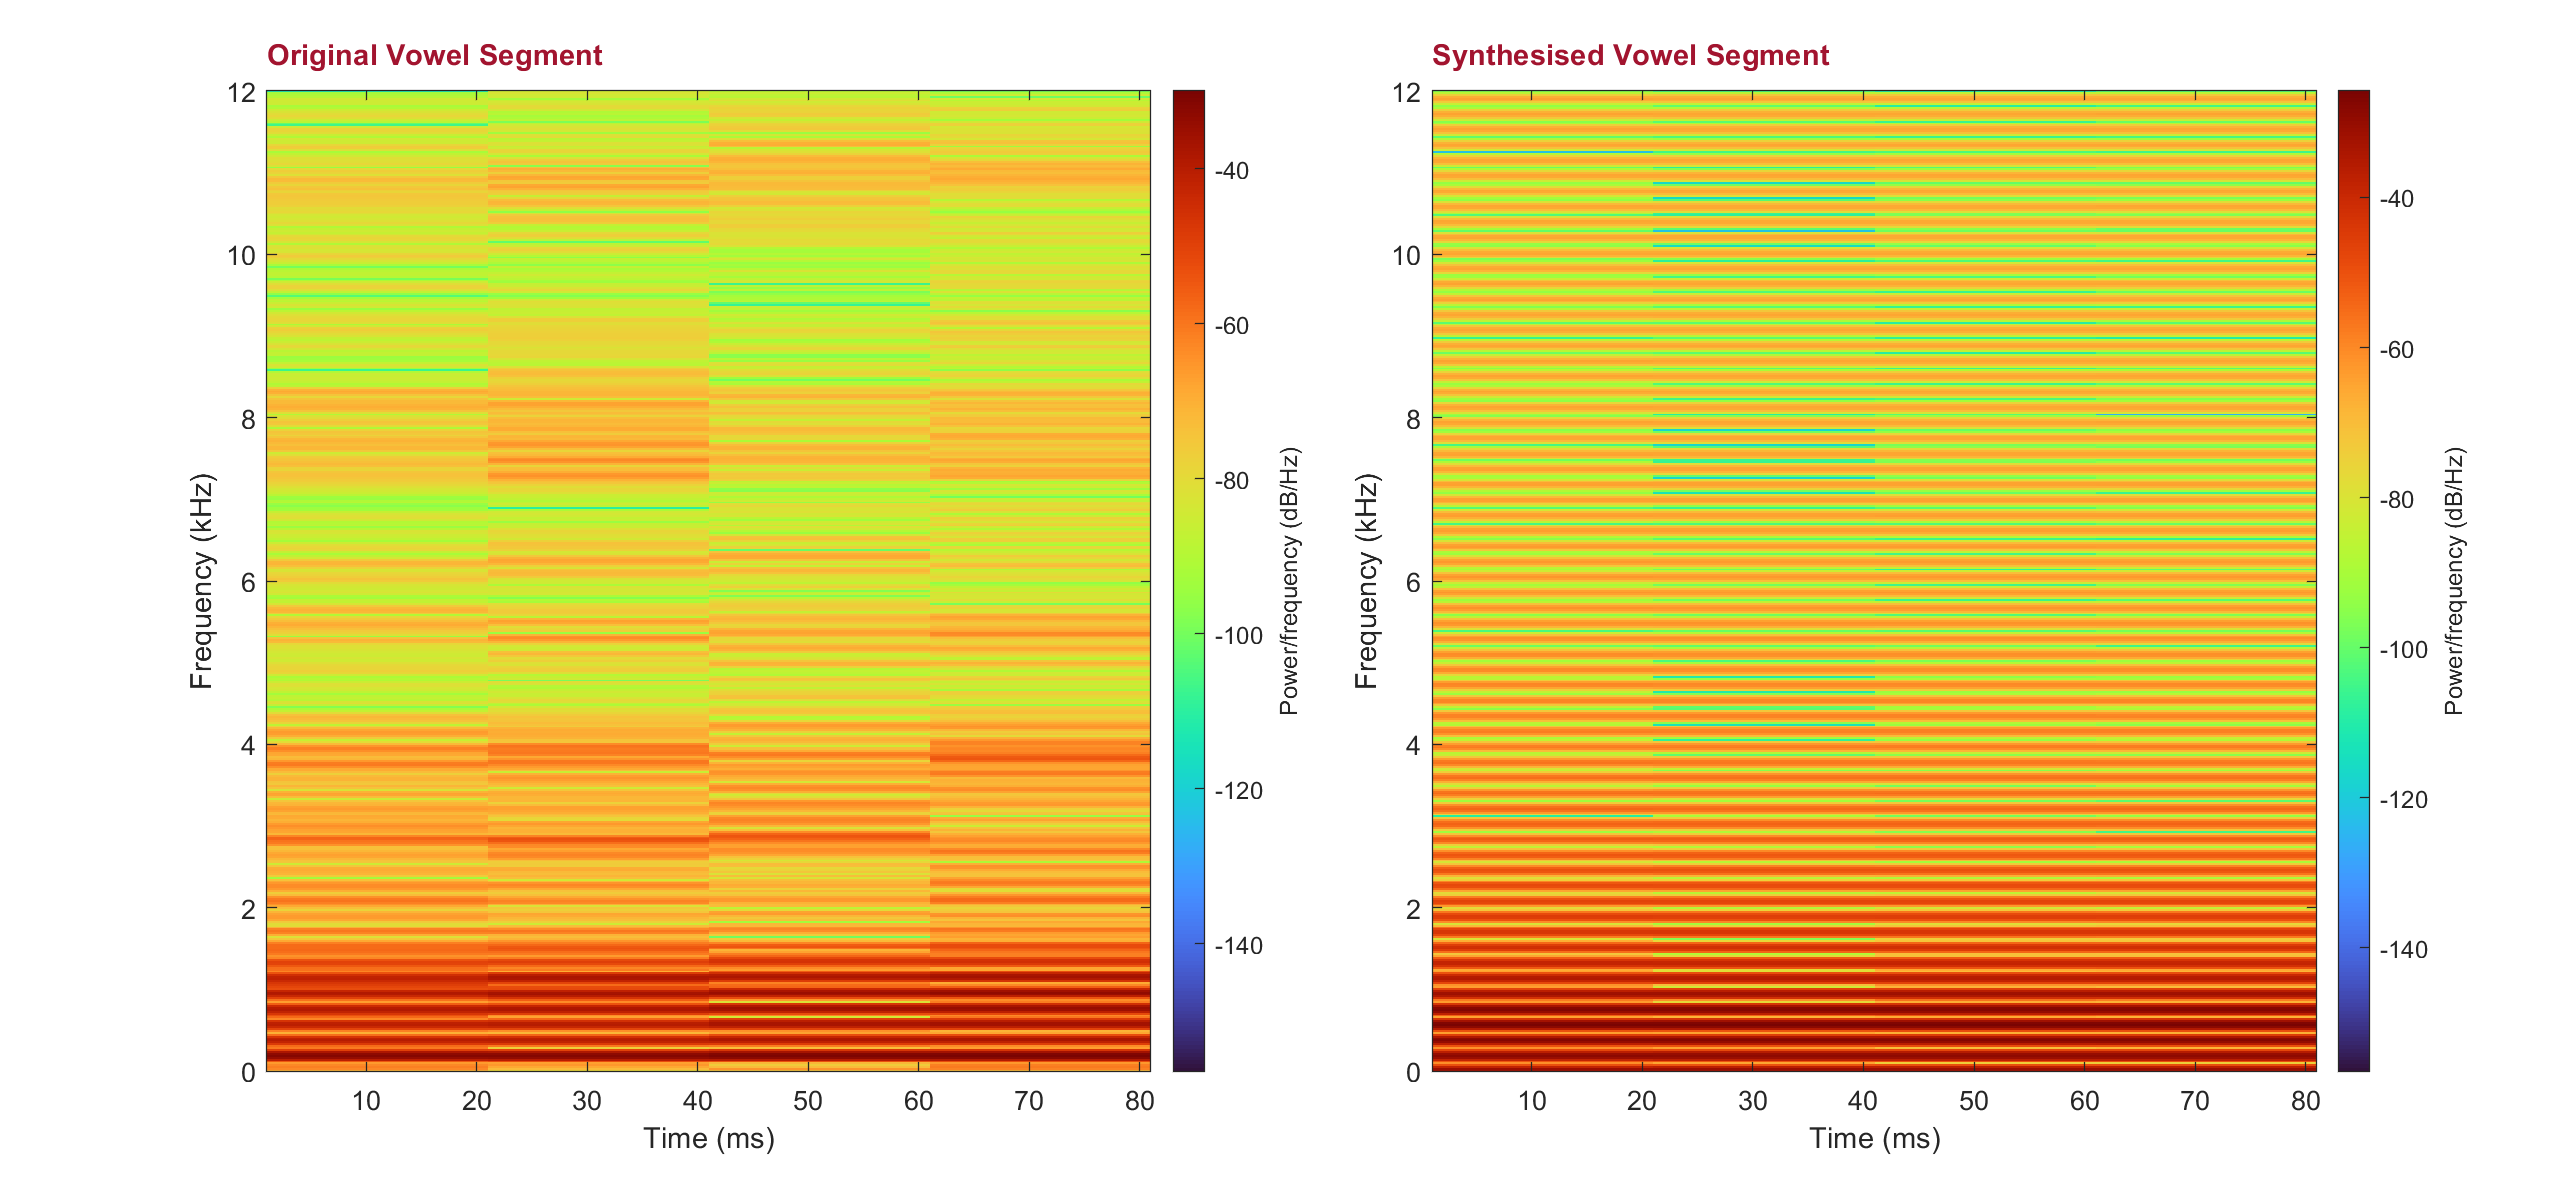 Original Vowel Segment
12
10
8
6
4
2
0
Frequency (kHz)
10 20 30 40 50 60 70 80
Time (ms)
-40
-60
-80
-100
-120
-140
Power/frequency (dB/Hz)
Synthesised Vowel Segment
12
10
8
6
4
2
0
Frequency (kHz)
10 20 30 40 50 60 70 80
Time (ms)
-40
-60
-80
-100
-120
-140
Power/frequency (dB/Hz)